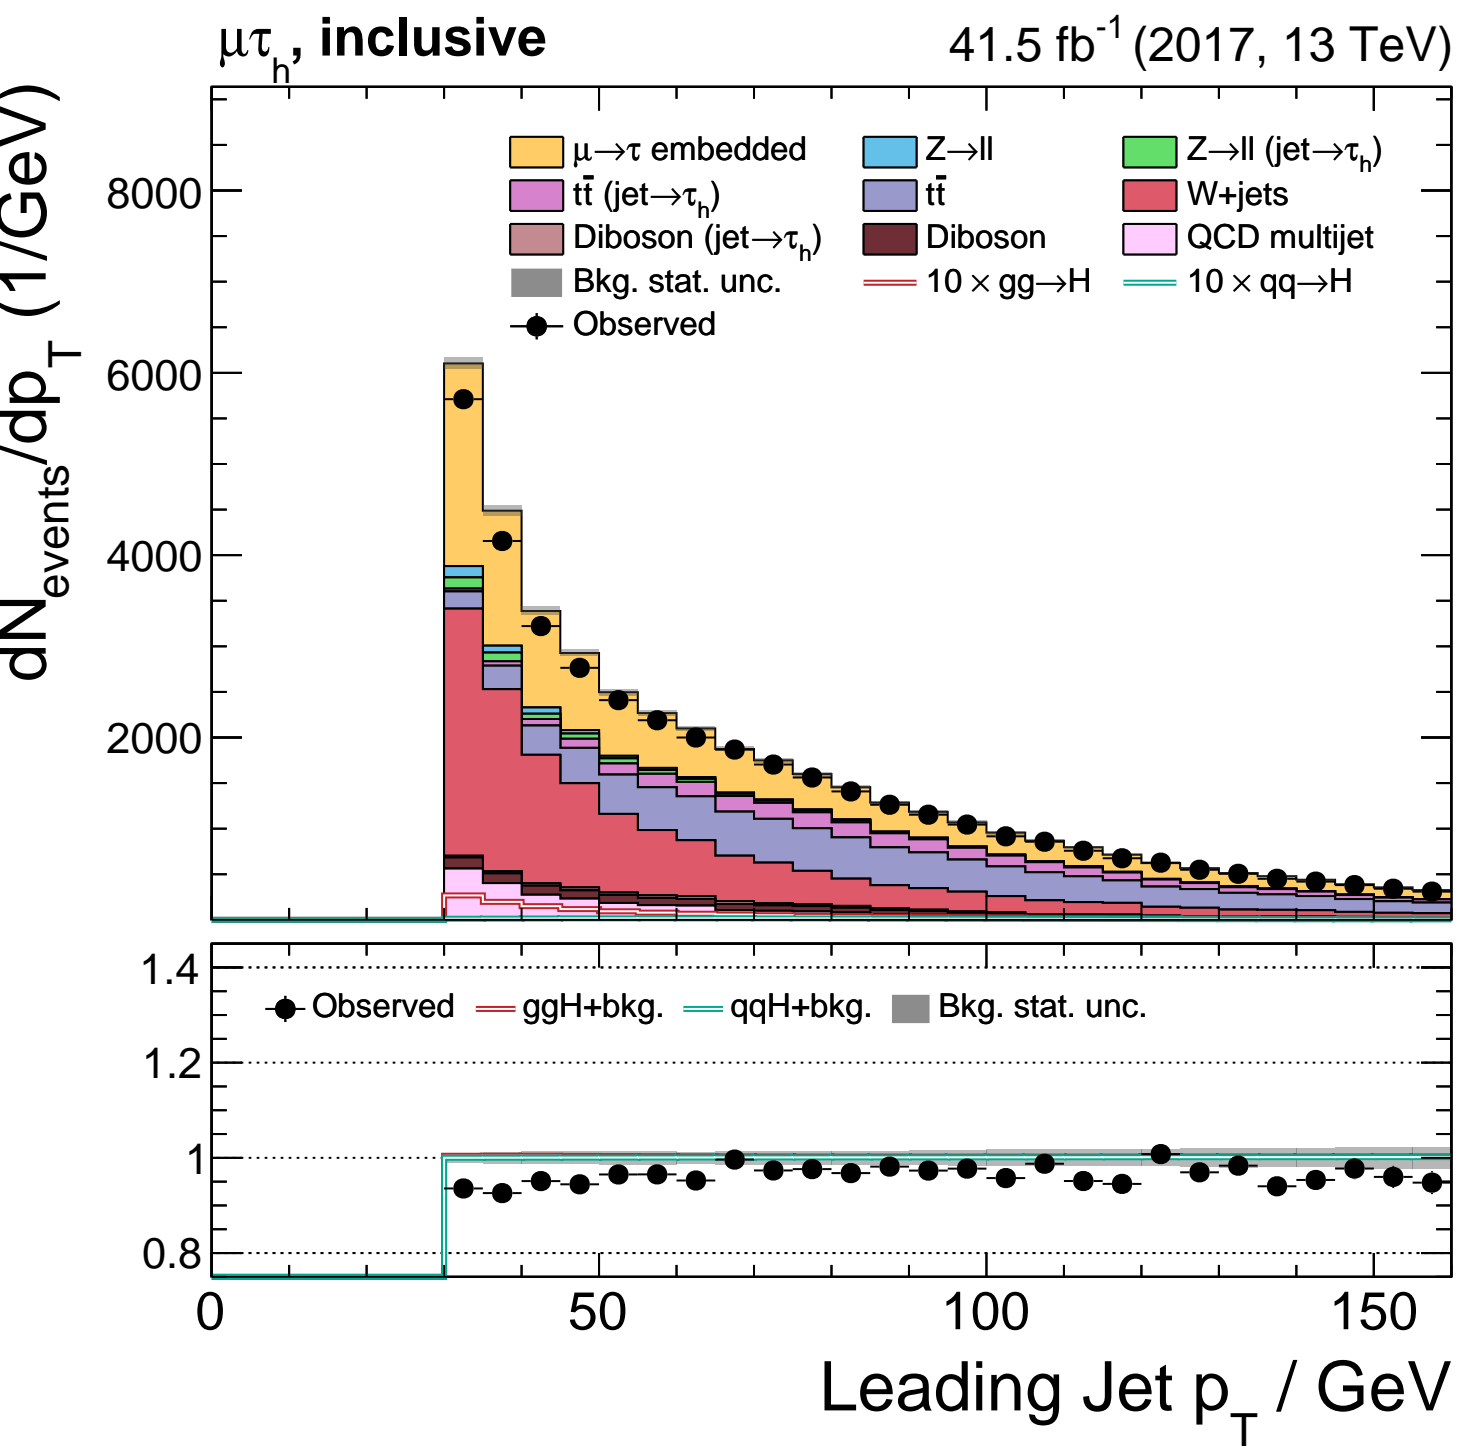 μτh, inclusive
41.5 fb-1 (2017, 13 TeV)
dNevents/dpT (1/GeV)
8000
6000
4000
2000
μ→τ embedded
Z→ll
Z→ll (jet→τh)
tt̄ (jet→τh)
tt̄
W+jets
Diboson (jet→τh)
Diboson
QCD multijet
Bkg. stat. unc.
10 × gg→H
10 × qq→H
Observed
1.4
1.2
1
0.8
Observed
ggH+bkg.
qqH+bkg.
Bkg. stat. unc.
0
50
100
150
Leading Jet pT / GeV